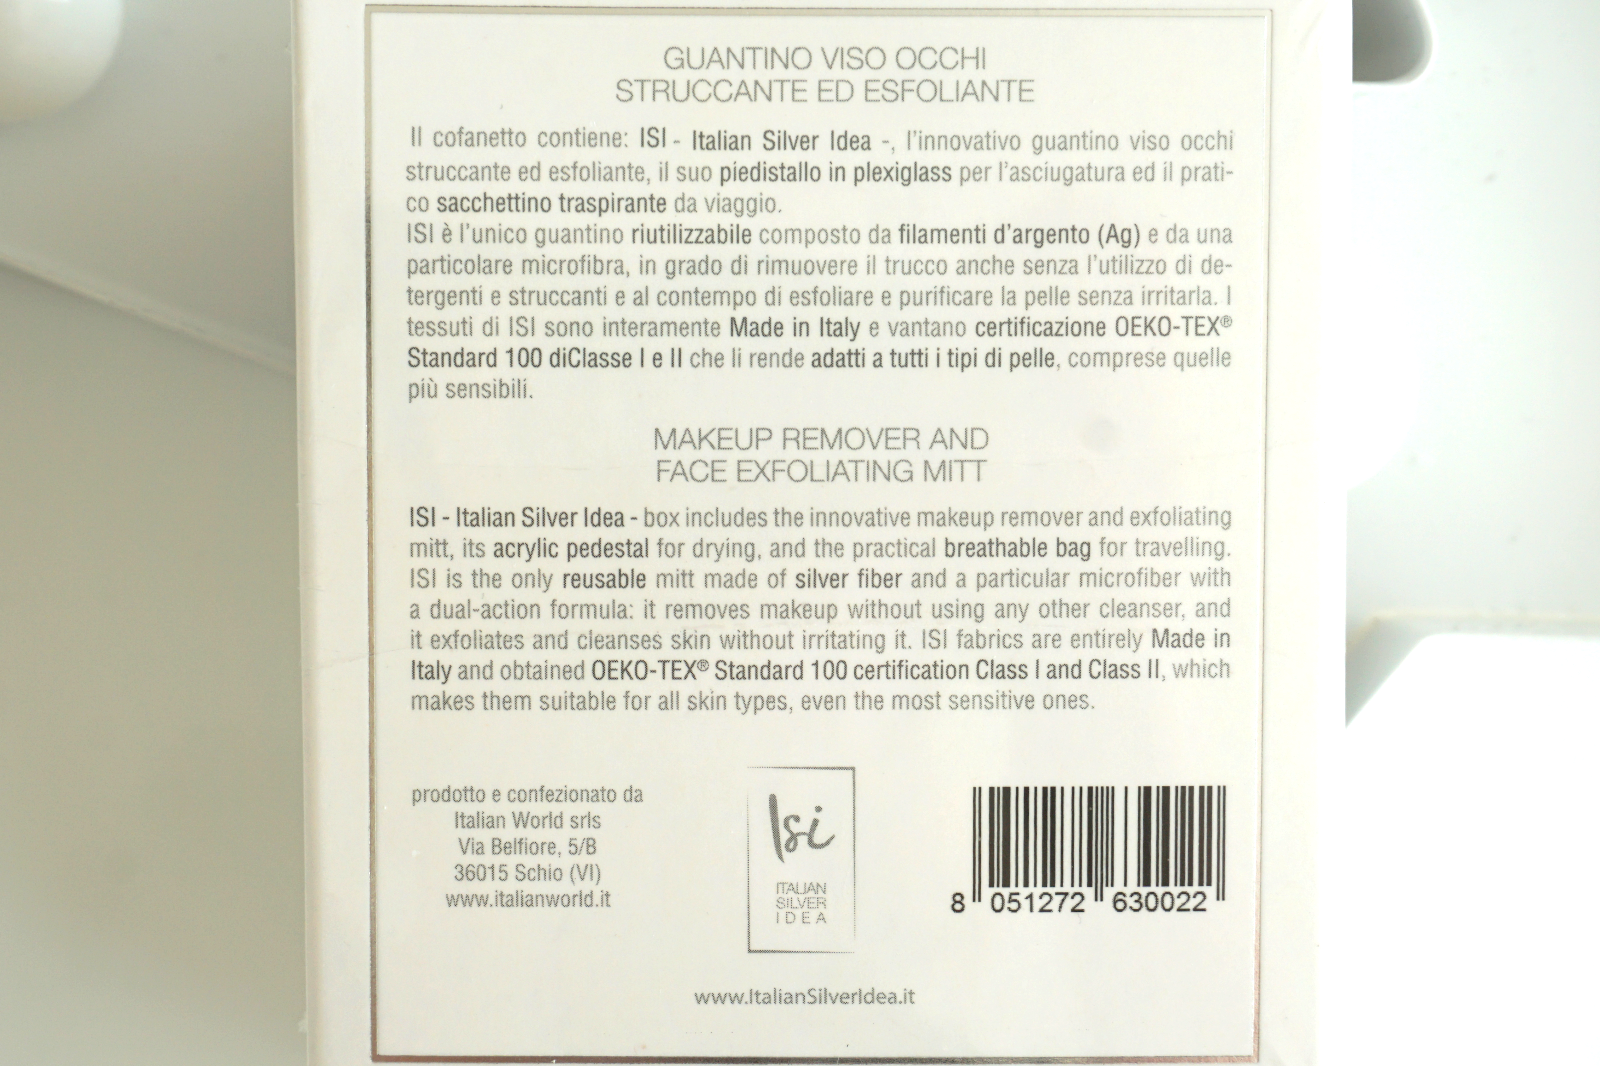 GUANTINO VISO OCCHI
STRUCCANTE ED ESFOLIANTE
Il cofanetto contiene: ISI - Italian Silver Idea -, l'innovativo guantino viso occhi
struccante ed esfoliante, il suo piedistallo in plexiglass per l'asciugatura ed il prati-
co sacchettino traspirante da viaggio.
ISI è l'unico guantino riutilizzabile composto da filamenti d'argento (Ag) e da una
particolare microfibra, in grado di rimuovere il trucco anche senza l'utilizzo di de-
tergenti e struccanti e al contempo di esfoliare e purificare la pelle senza irritarla. I
tessuti di ISI sono interamente Made in Italy e vantano certificazione OEKO-TEX®
Standard 100 diClasse I e II che li rende adatti a tutti i tipi di pelle, comprese quelle
più sensibili.
MAKEUP REMOVER AND
FACE EXFOLIATING MITT
ISI - Italian Silver Idea - box includes the innovative makeup remover and exfoliating
mitt, its acrylic pedestal for drying, and the practical breathable bag for travelling.
ISI is the only reusable mitt made of silver fiber and a particular microfiber with
a dual-action formula: it removes makeup without using any other cleanser, and
it exfoliates and cleanses skin without irritating it. ISI fabrics are entirely Made in
Italy and obtained OEKO-TEX® Standard 100 certification Class I and Class II, which
makes them suitable for all skin types, even the most sensitive ones.
prodotto e confezionato da
Italian World srls
Via Belfiore, 5/B
36015 Schio (VI)
www.italianworld.it
Isi
ITALIAN
SILVER
IDEA
8 051272 630022
www.ItalianSilverIdea.it